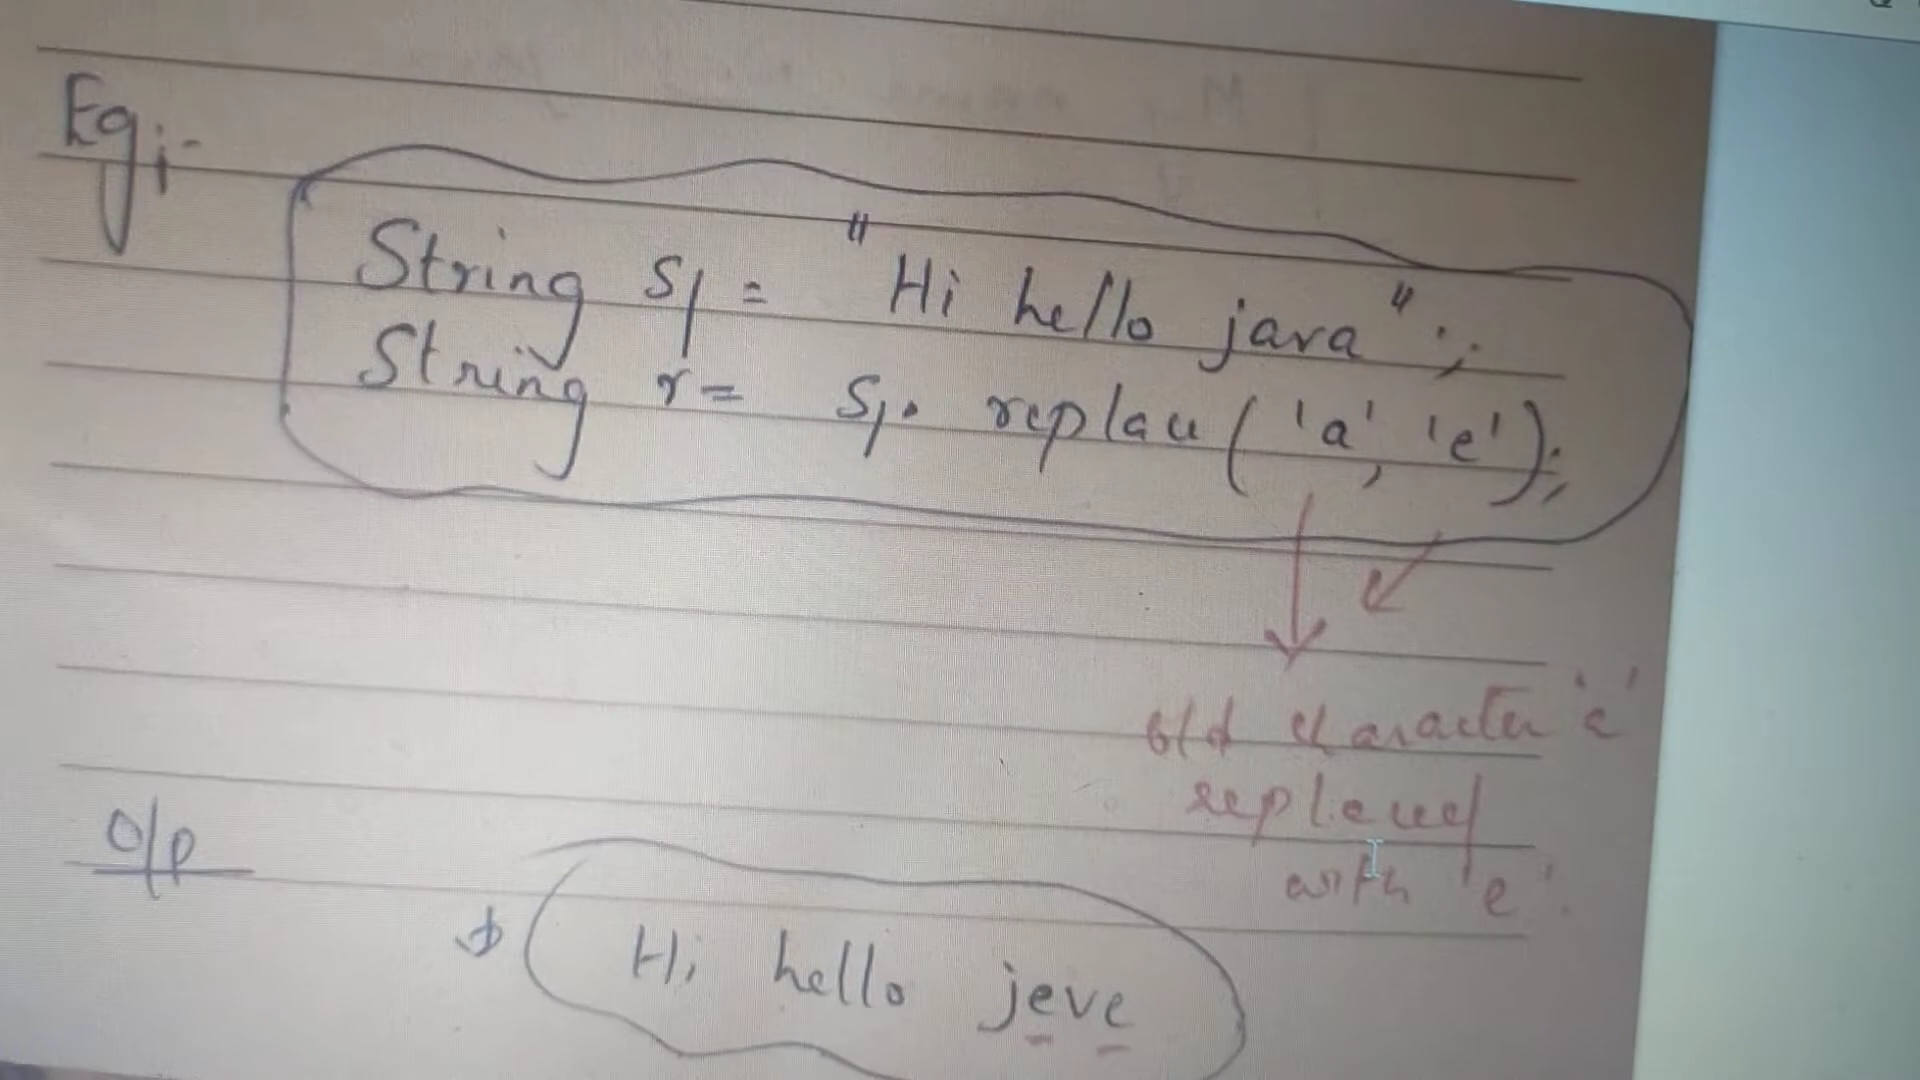 Eg:-
String s1 = "Hi hello java";
String r = s1. replace('a', 'e');
old character 'a'
replaced
with 'e'.
O/p
Hi hello jeve